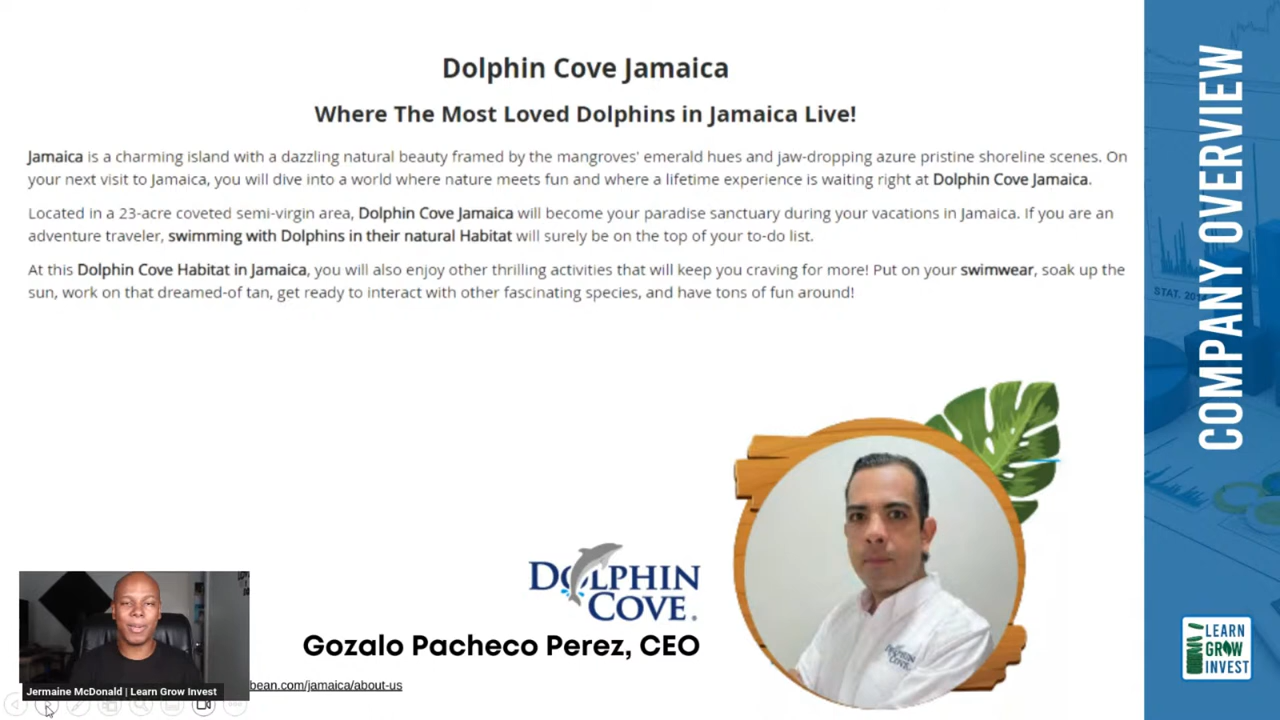 Dolphin Cove Jamaica
Where The Most Loved Dolphins in Jamaica Live!
Jamaica is a charming island with a dazzling natural beauty framed by the mangroves' emerald hues and jaw-dropping azure pristine shoreline scenes. On
your next visit to Jamaica, you will dive into a world where nature meets fun and where a lifetime experience is waiting right at Dolphin Cove Jamaica.
Located in a 23-acre coveted semi-virgin area, Dolphin Cove Jamaica will become your paradise sanctuary during your vacations in Jamaica. If you are an
adventure traveler, swimming with Dolphins in their natural Habitat will surely be on the top of your to-do list.
At this Dolphin Cove Habitat in Jamaica, you will also enjoy other thrilling activities that will keep you craving for more! Put on your swimwear, soak up the
sun, work on that dreamed-of tan, get ready to interact with other fascinating species, and have tons of fun around!
COMPANY OVERVIEW
DOLPHIN
COVE
Gozalo Pacheco Perez, CEO
DOLPHIN
COVE
Jermaine McDonald | Learn Grow Invest
bean.com/jamaica/about-us
LEARN
GROW
INVEST